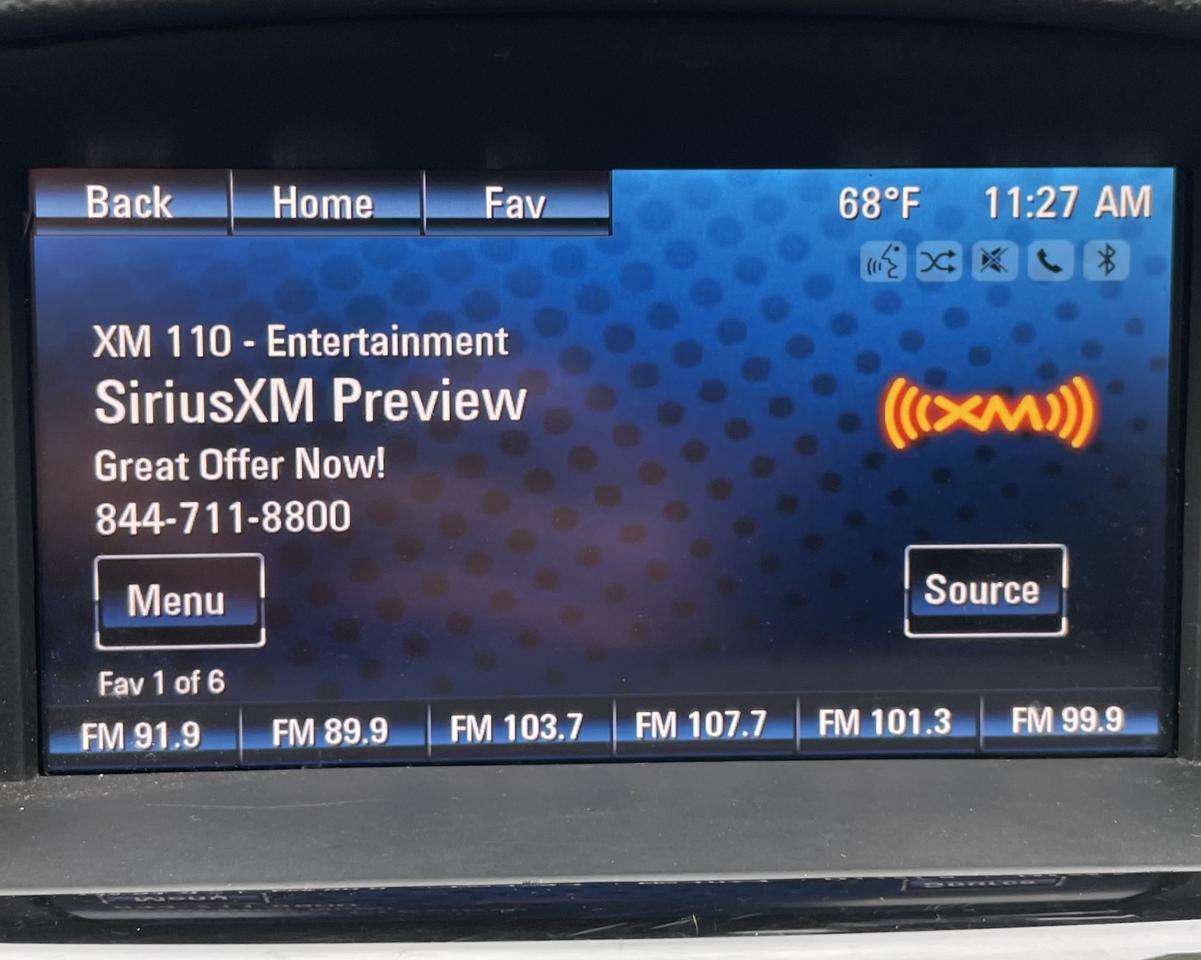 Back Home Fav 68°F 11:27 AM
XM 110 - Entertainment
SiriusXM Preview
XM
Great Offer Now!
844-711-8800
Menu Source
Fav 1 of 6
FM 91.9 FM 89.9 FM 103.7 FM 107.7 FM 101.3 FM 99.9